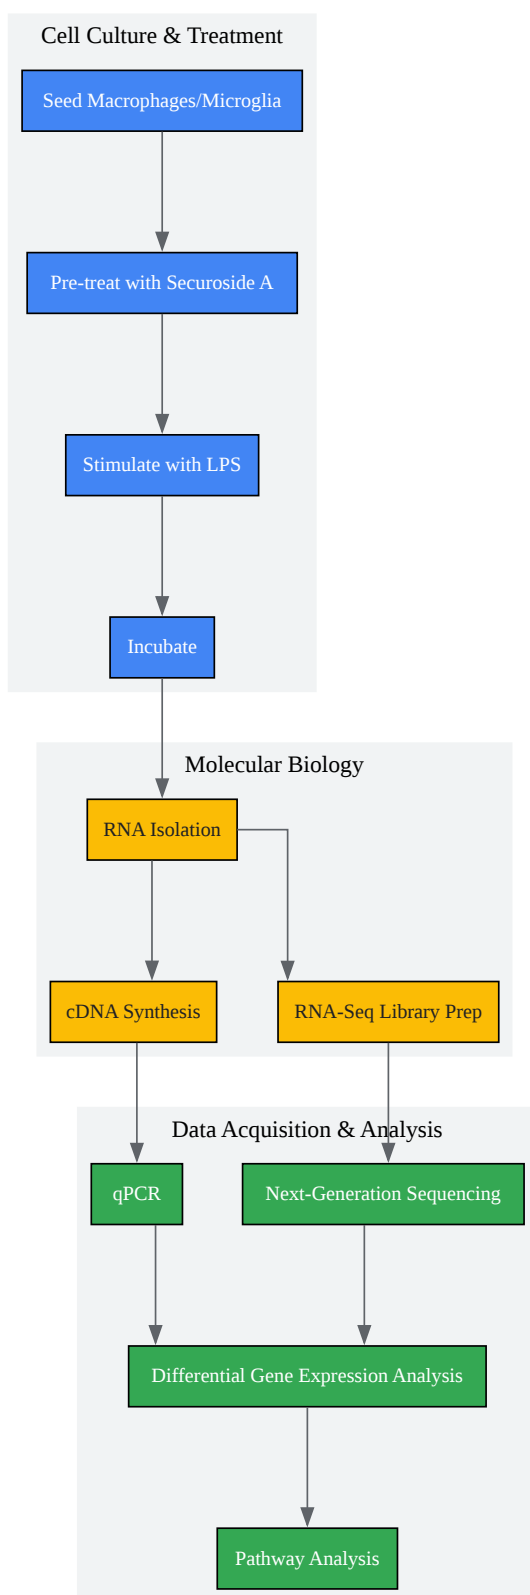 Cell Culture & Treatment
Seed Macrophages/Microglia
Pre-treat with Securoside A
Stimulate with LPS
Incubate
Molecular Biology
RNA Isolation
cDNA Synthesis
RNA-Seq Library Prep
Data Acquisition & Analysis
qPCR
Next-Generation Sequencing
Differential Gene Expression Analysis
Pathway Analysis